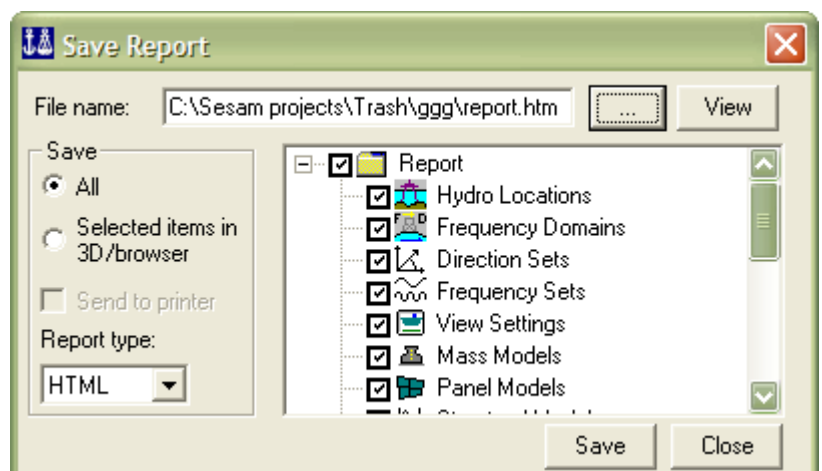 Save Report
File name: C:\Sesam projects\Trash\ggg\report.htm ... View
Save
All
Selected items in
3D/browser
Send to printer
Report type:
HTML
Report
Hydro Locations
Frequency Domains
Direction Sets
Frequency Sets
View Settings
Mass Models
Panel Models
Save Close